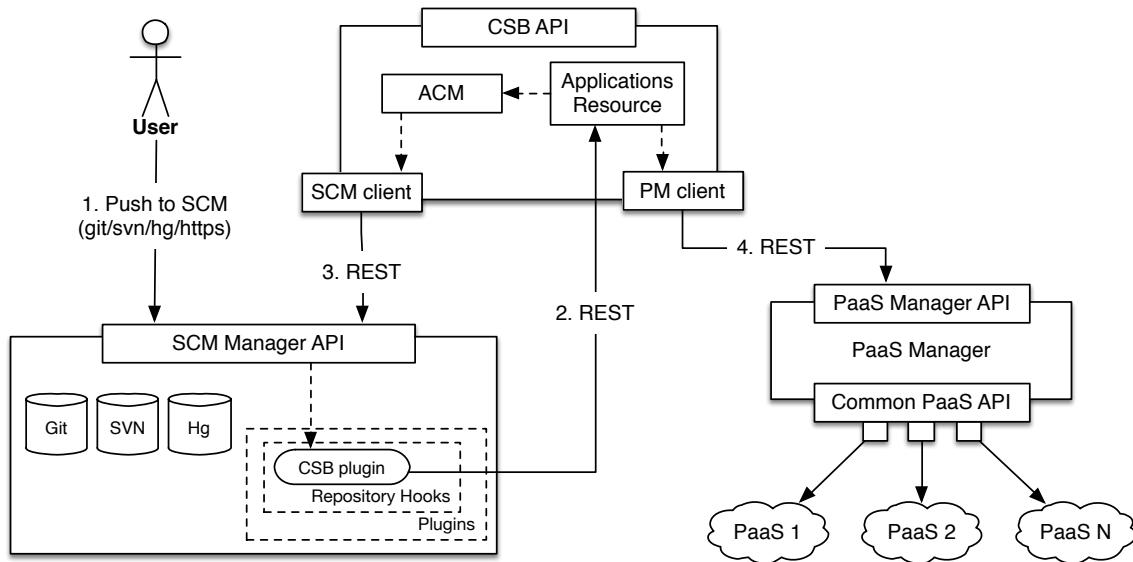 CSB API
ACM
Applications
Resource
User
SCM client
PM client
1. Push to SCM
(git/svn/hg/https)
3. REST
4. REST
2. REST
PaaS Manager API
PaaS Manager
Common PaaS API
SCM Manager API
Git
SVN
Hg
CSB plugin
Repository Hooks
Plugins
PaaS 1
PaaS 2
PaaS N